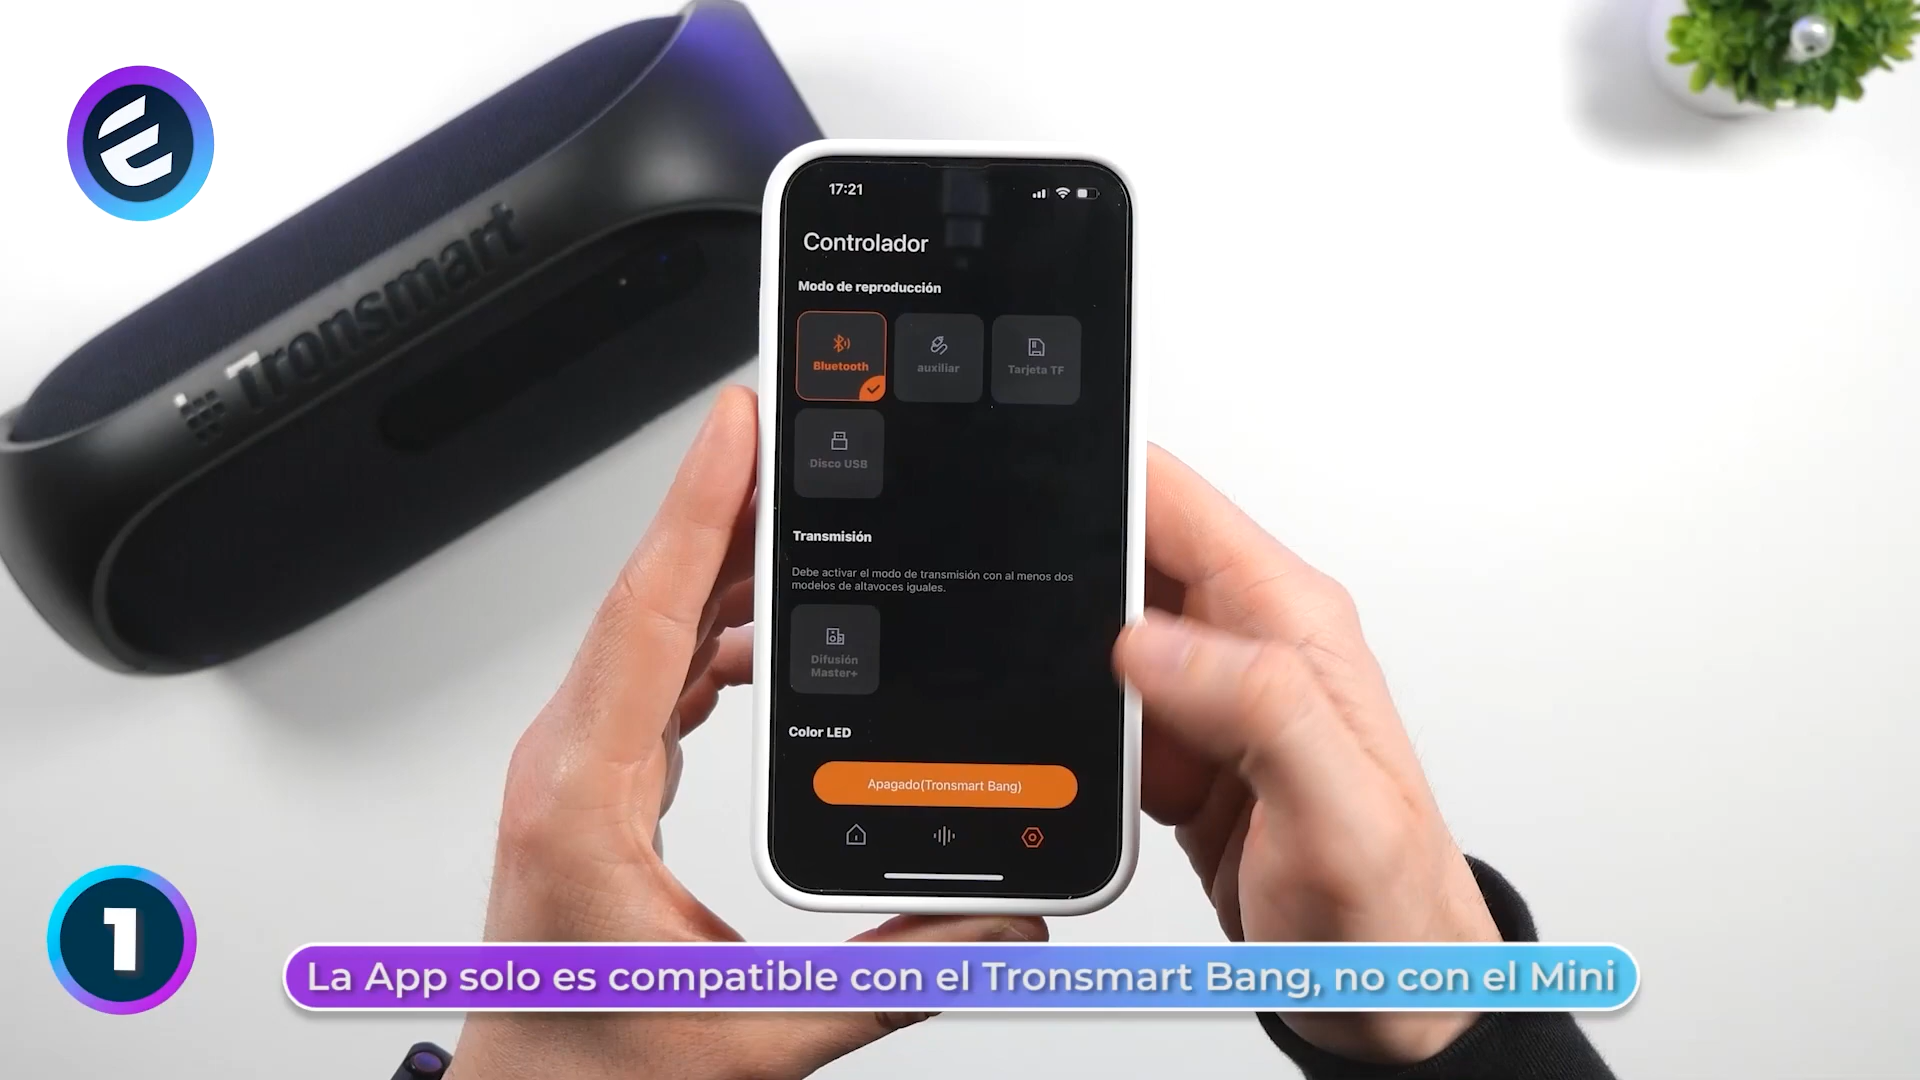 Tronsmart
17:21
Controlador
Modo de reproducción
Bluetooth
auxiliar
Tarjeta TF
Disco USB
Transmisión
Debe activar el modo de transmisión con al menos dos
modelos de altavoces iguales.
Difusión
Master+
Color LED
Apagado(Tronsmart Bang)
1
La App solo es compatible con el Tronsmart Bang, no con el Mini